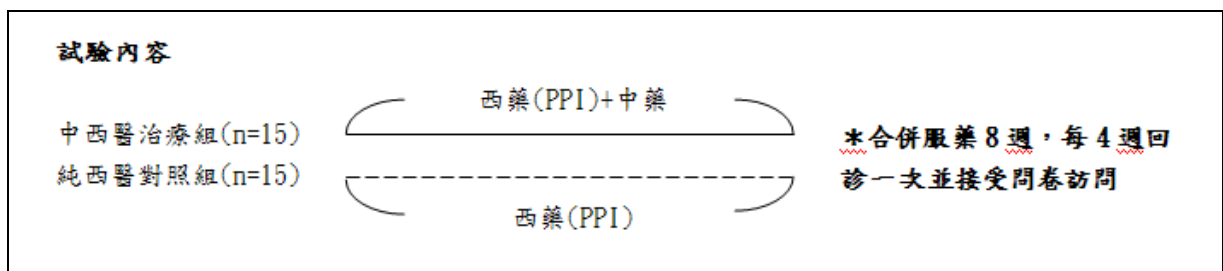 試驗內容
西藥(PPI)+中藥
中西醫治療組(n=15)
純西醫對照組(n=15)
西藥(PPI)
*合併服藥8週，每4週回
診一次並接受問卷訪問